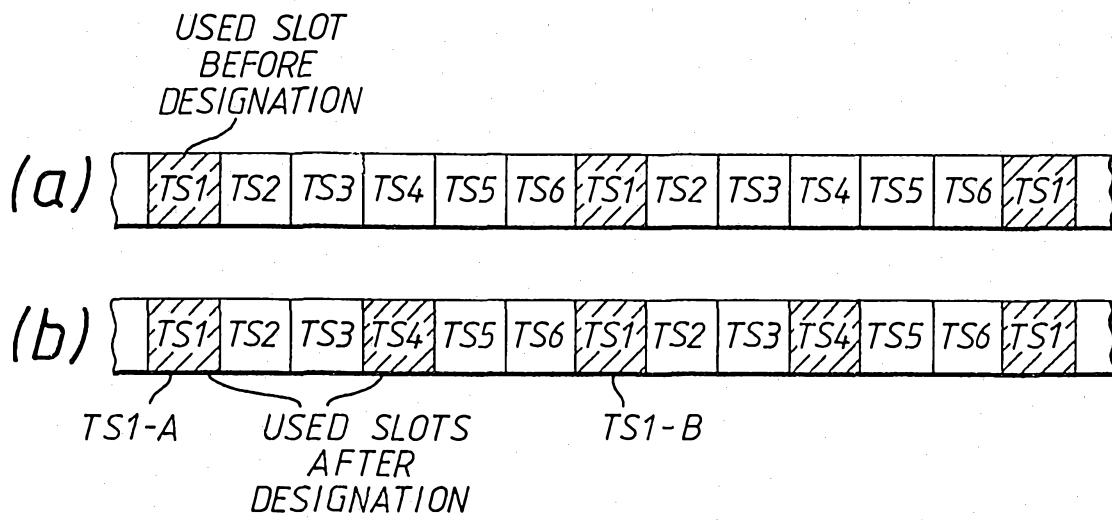 USED SLOT
BEFORE
DESIGNATION
(a) TS1 TS2 TS3 TS4 TS5 TS6 TS1 TS2 TS3 TS4 TS5 TS6 TS1
(b) TS1 TS2 TS3 TS4 TS5 TS6 TS1 TS2 TS3 TS4 TS5 TS6 TS1
TS1-A USED SLOTS TS1-B
AFTER
DESIGNATION